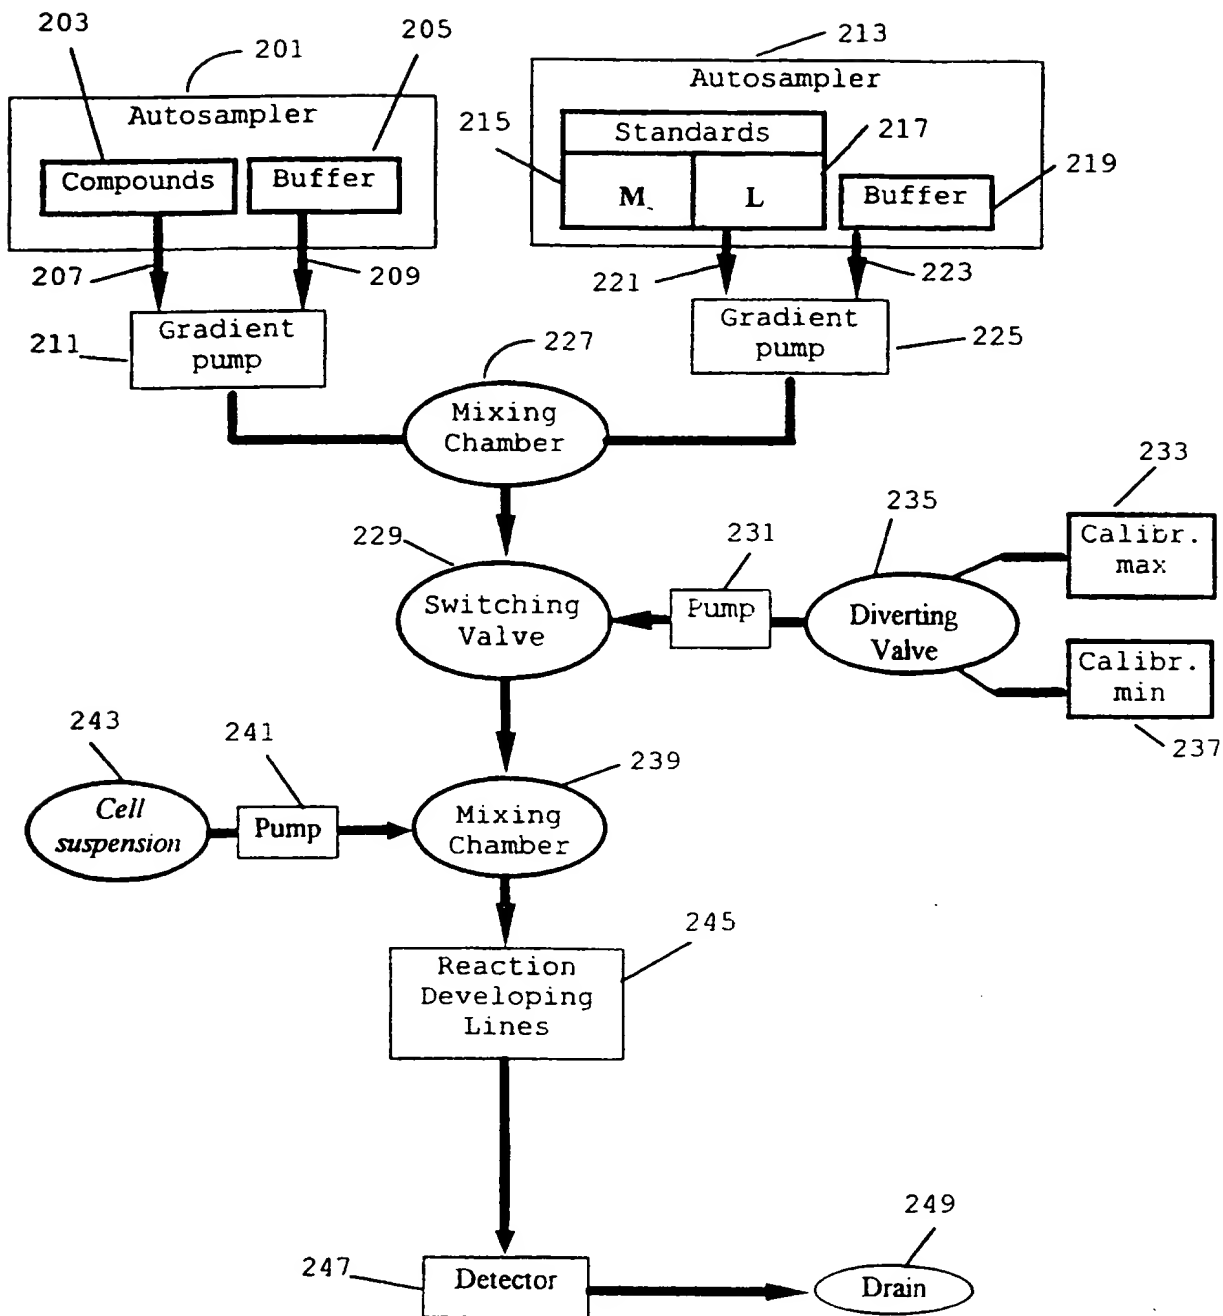 203
201
205
213
Autosampler
Compounds
Buffer
207
209
Autosampler
215
Standards
217
M
L
Buffer
219
221
223
211
Gradient
pump
227
Gradient
pump
225
Mixing
Chamber
229
Switching
Valve
231
Pump
235
Diverting
Valve
233
Calibr.
max
Calibr.
min
237
243
Cell
suspension
241
Pump
239
Mixing
Chamber
245
Reaction
Developing
Lines
247
Detector
249
Drain